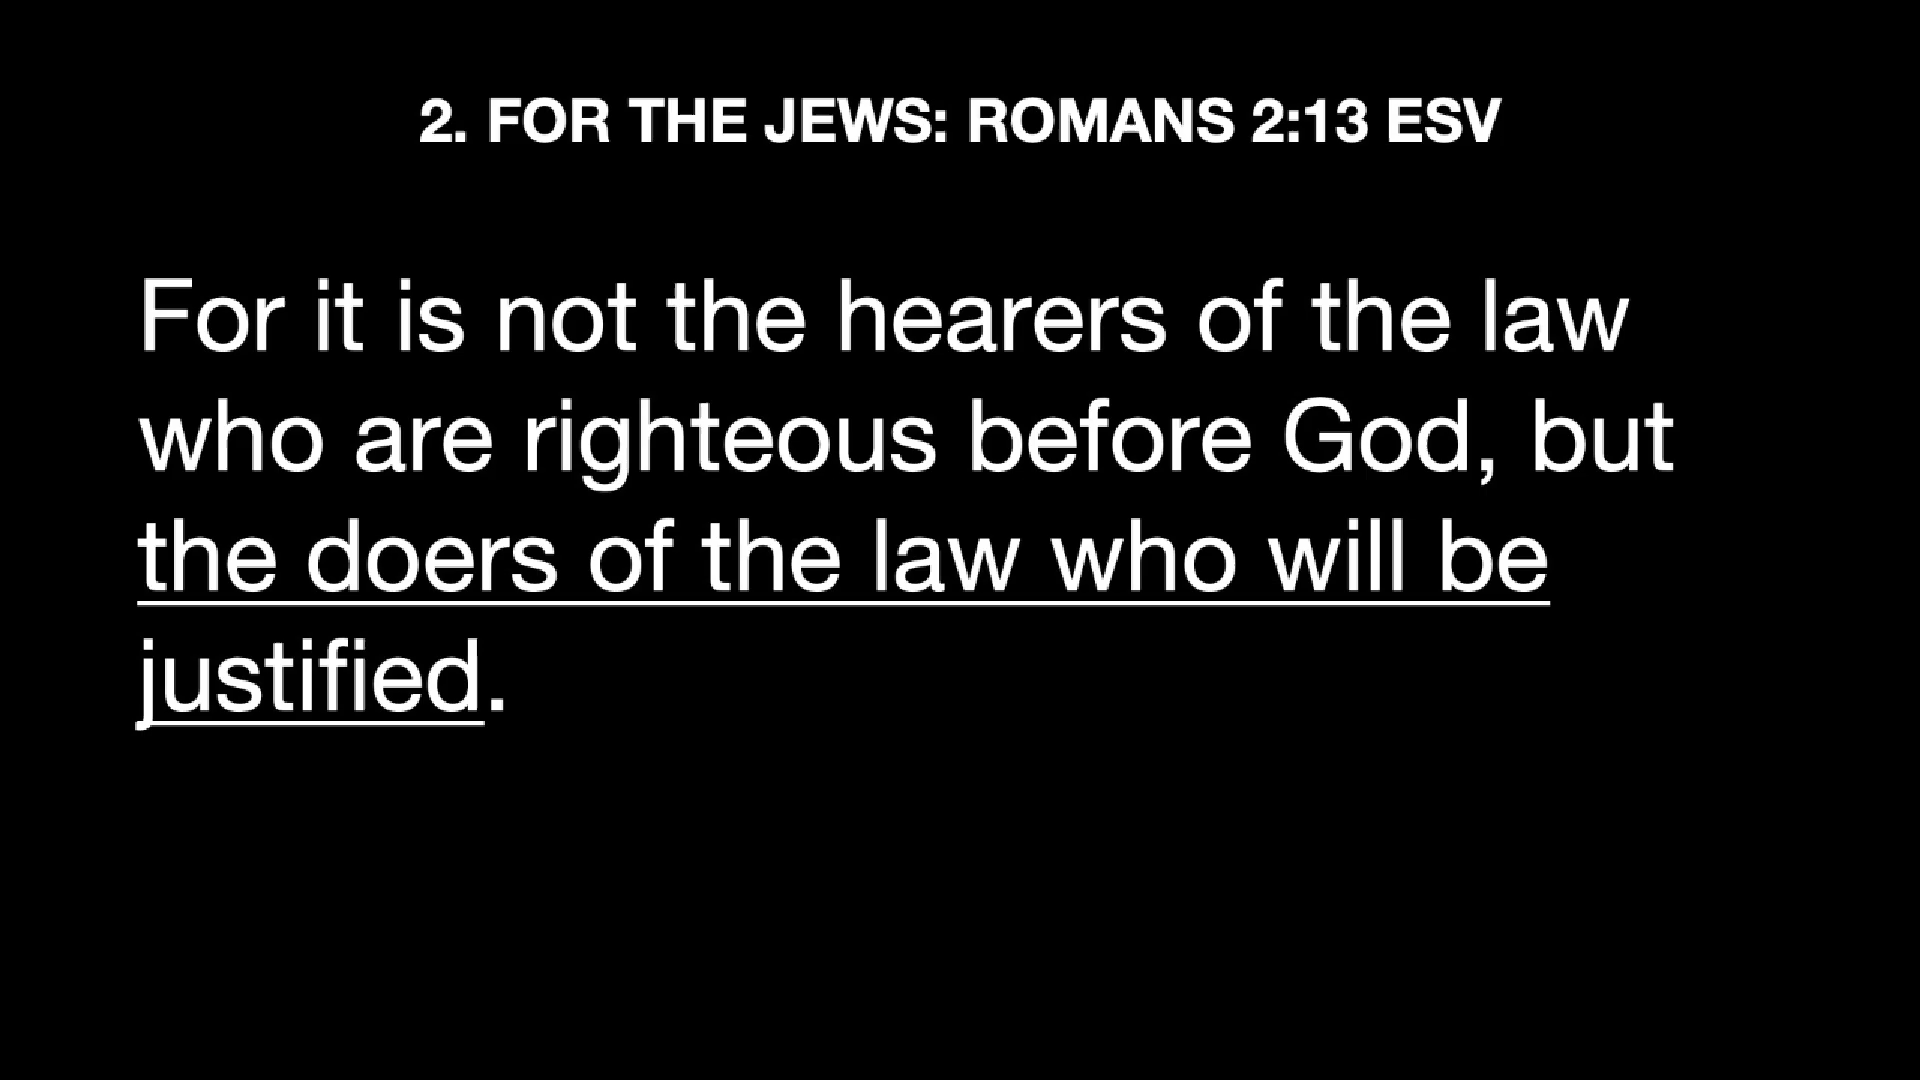 2. FOR THE JEWS: ROMANS 2:13 ESV
For it is not the hearers of the law
who are righteous before God, but
the doers of the law who will be
justified.